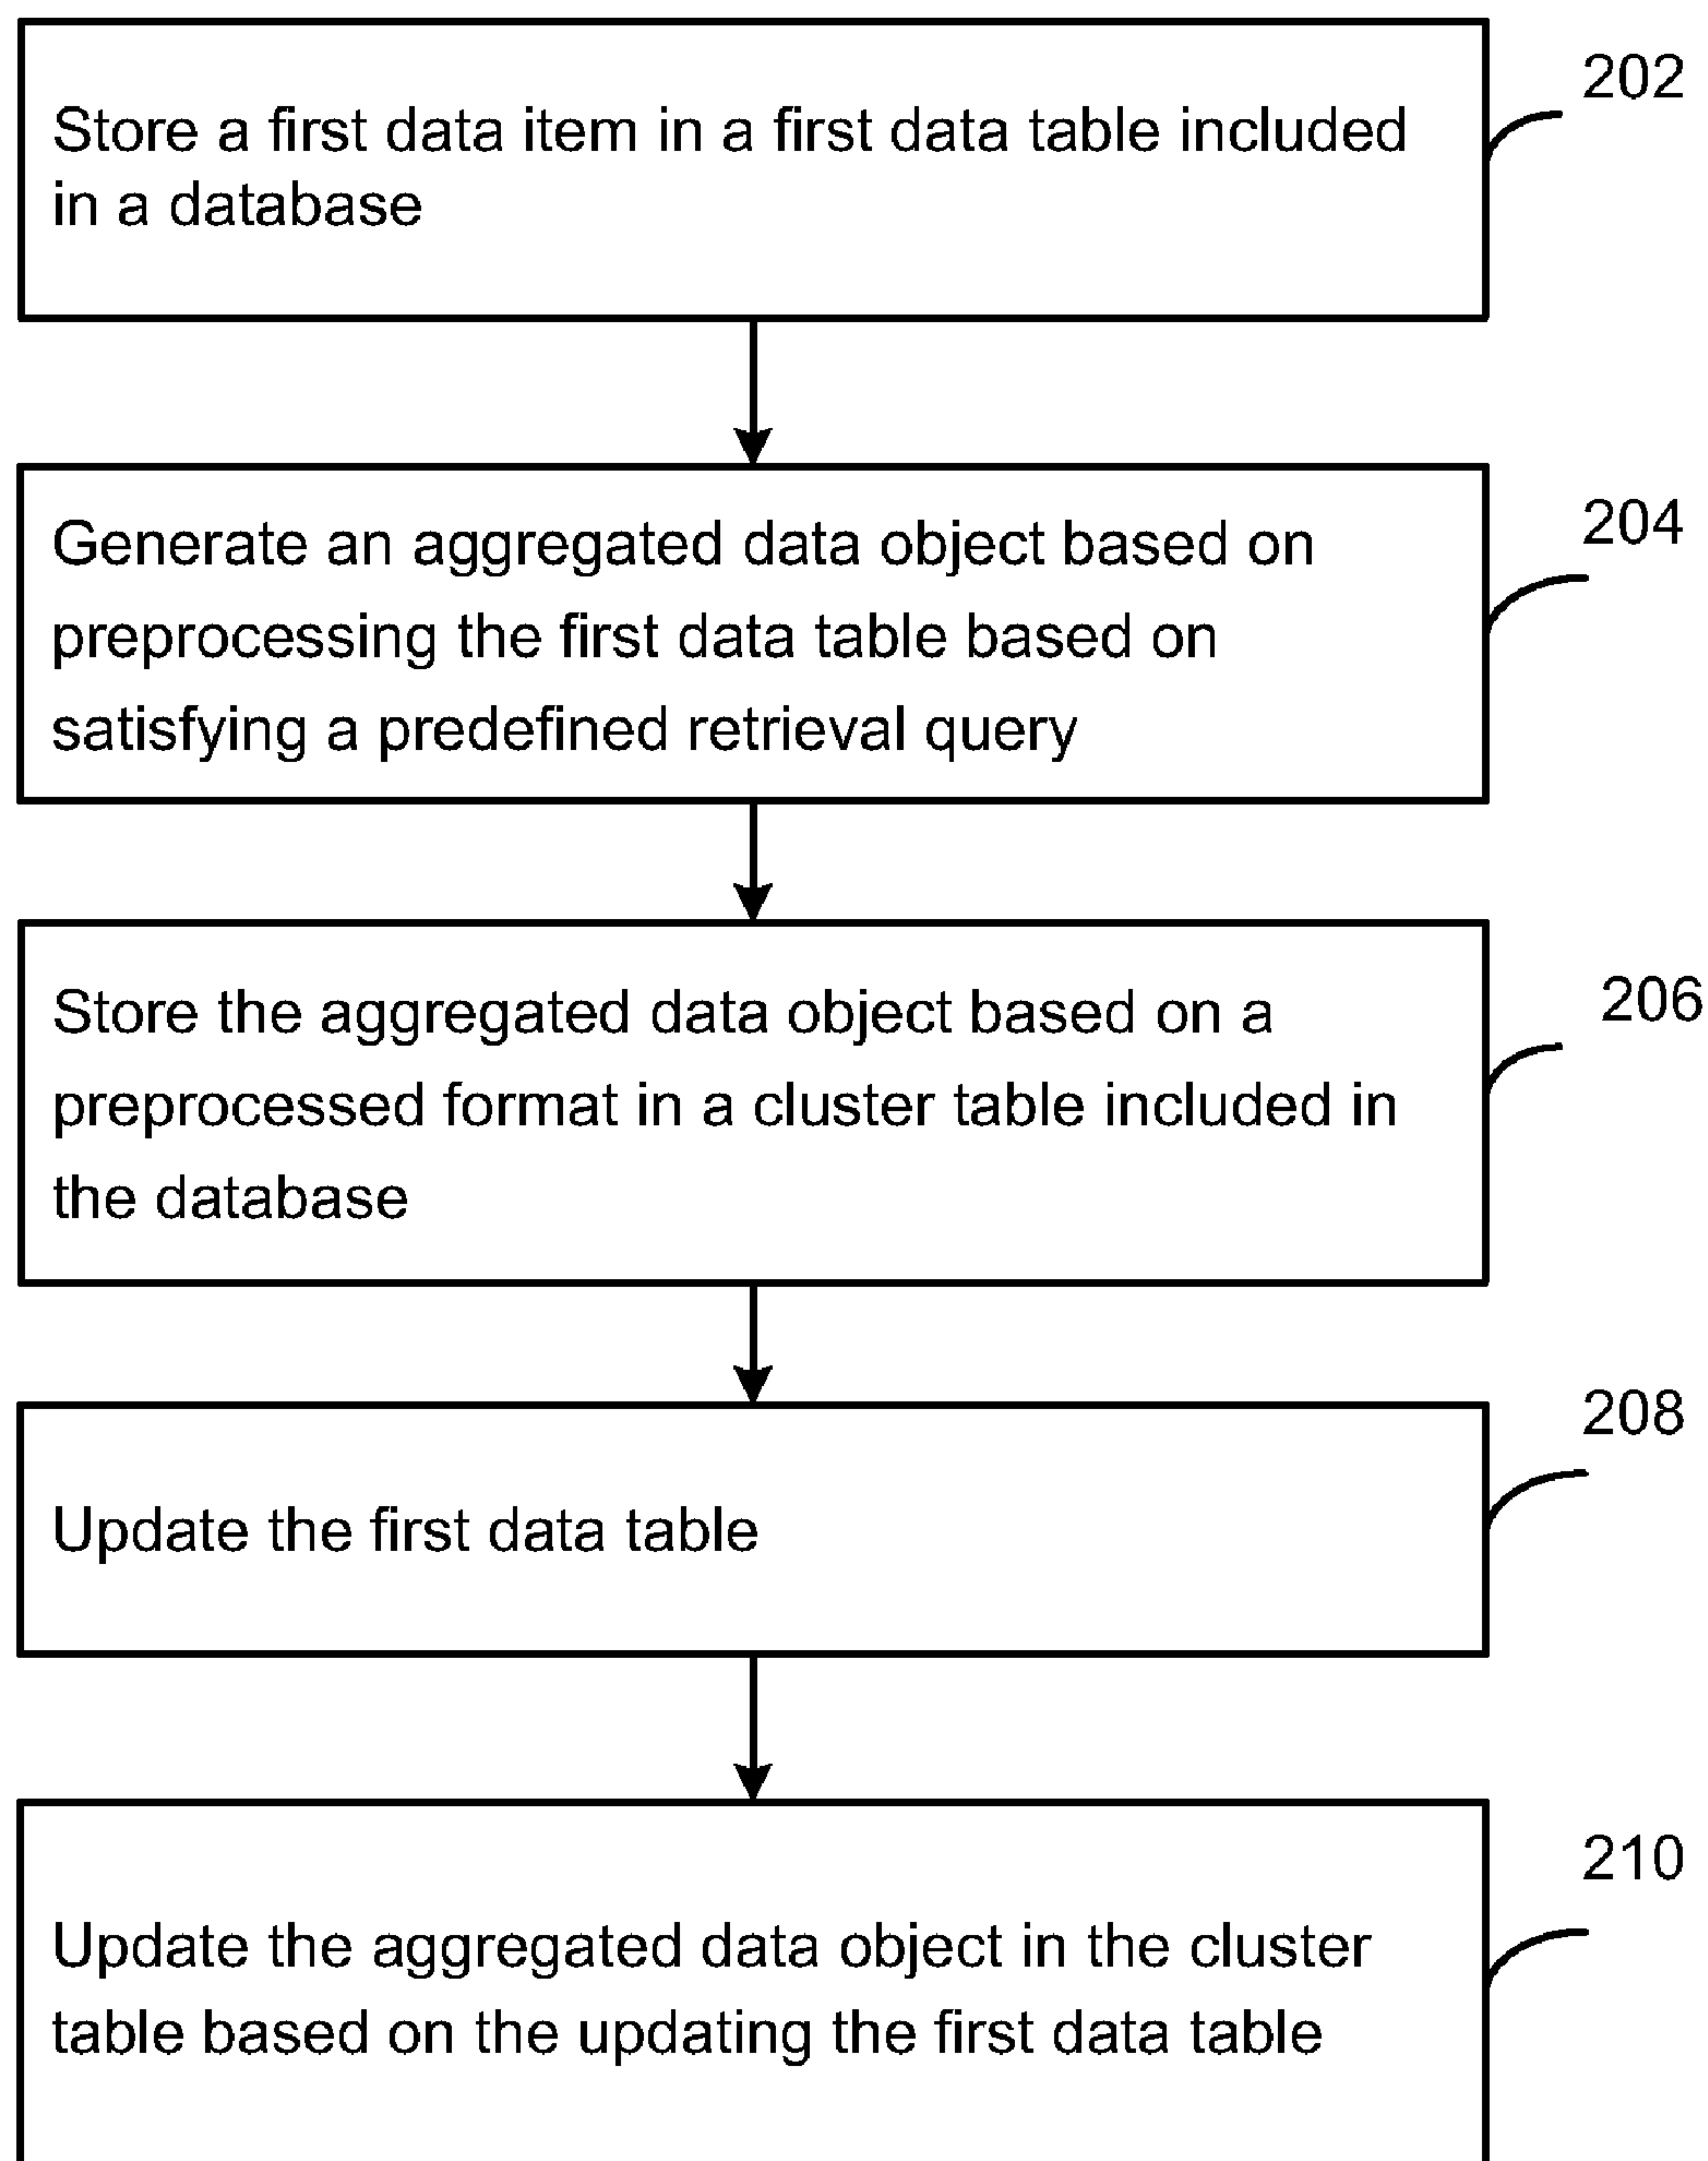 202
Store a first data item in a first data table included
in a database
204
Generate an aggregated data object based on
preprocessing the first data table based on
satisfying a predefined retrieval query
206
Store the aggregated data object based on a
preprocessed format in a cluster table included in
the database
208
Update the first data table
210
Update the aggregated data object in the cluster
table based on the updating the first data table